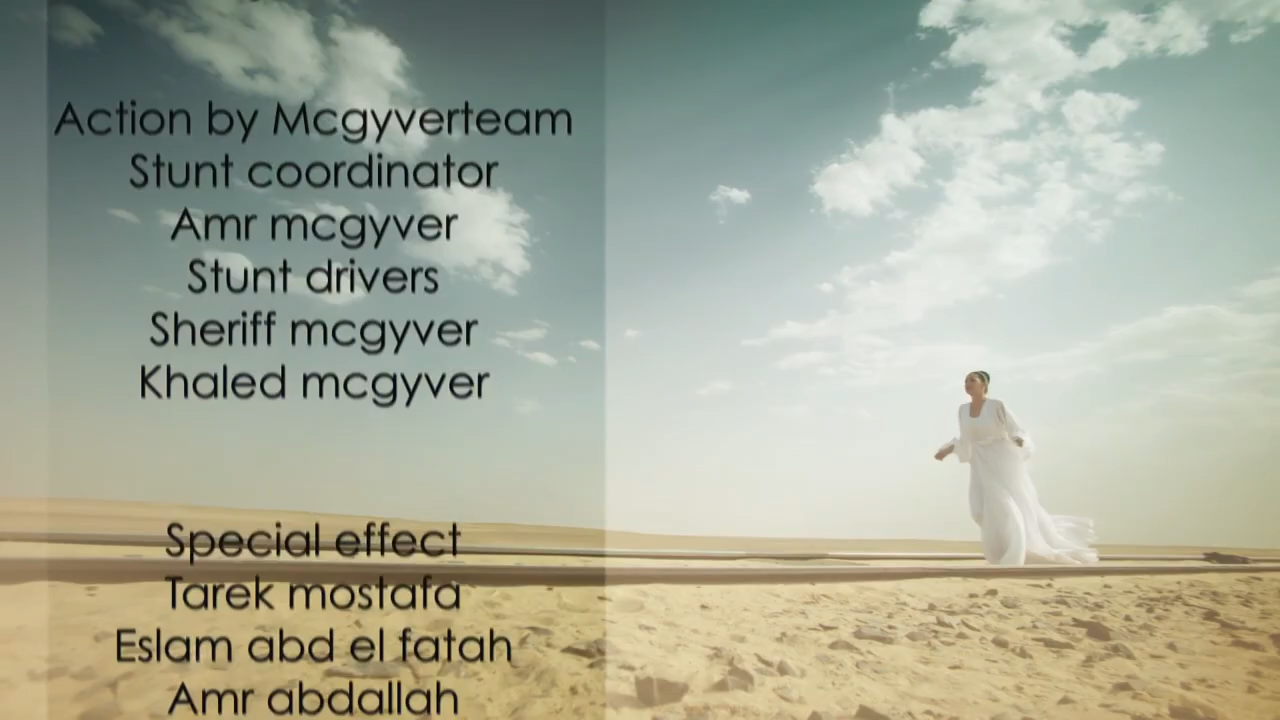 Action by Mcgyverteam
Stunt coordinator
Amr mcgyver
Stunt drivers
Sheriff mcgyver
Khaled mcgyver
Special effect
Tarek mostafa
Eslam abd el fatah
Amr abdallah